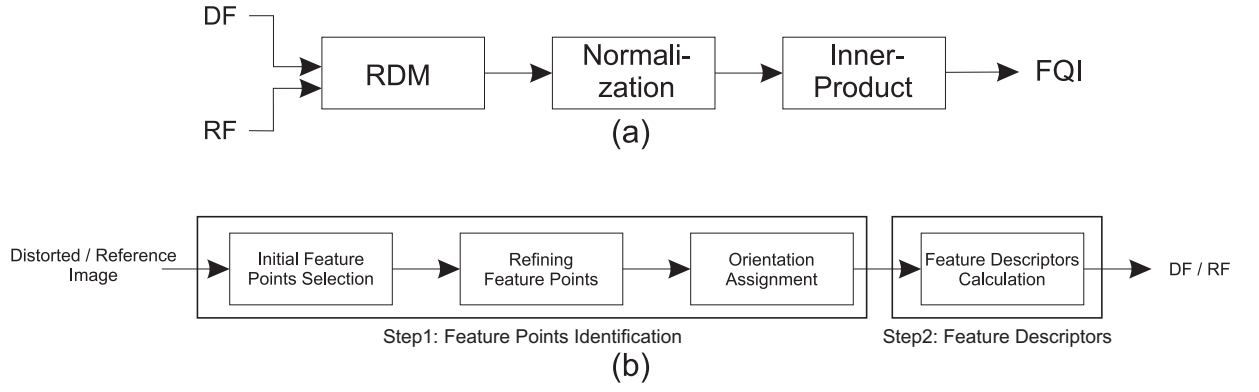 DF
RF
RDM
Normali-
zation
Inner-
Product
FQI
(a)
Distorted / Reference
Image
Initial Feature
Points Selection
Refining
Feature Points
Orientation
Assignment
Feature Descriptors
Calculation
DF / RF
Step1: Feature Points Identification
Step2: Feature Descriptors
(b)